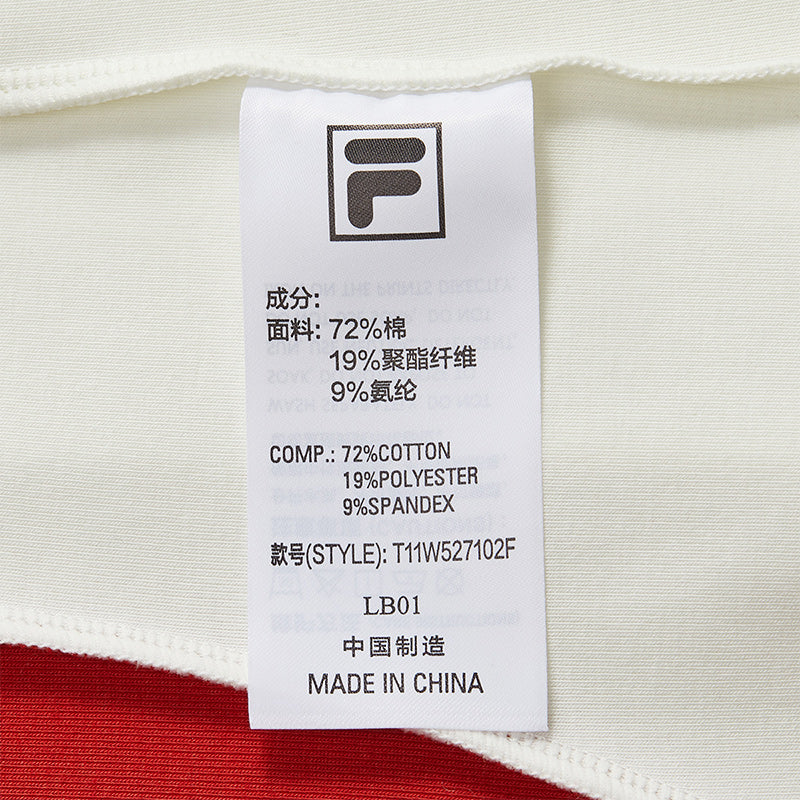 F
成分:
面料: 72%棉
19%聚酯纤维
9%氨纶
COMP.: 72%COTTON
19%POLYESTER
9%SPANDEX
款号(STYLE): T11W527102F
LB01
中国制造
MADE IN CHINA